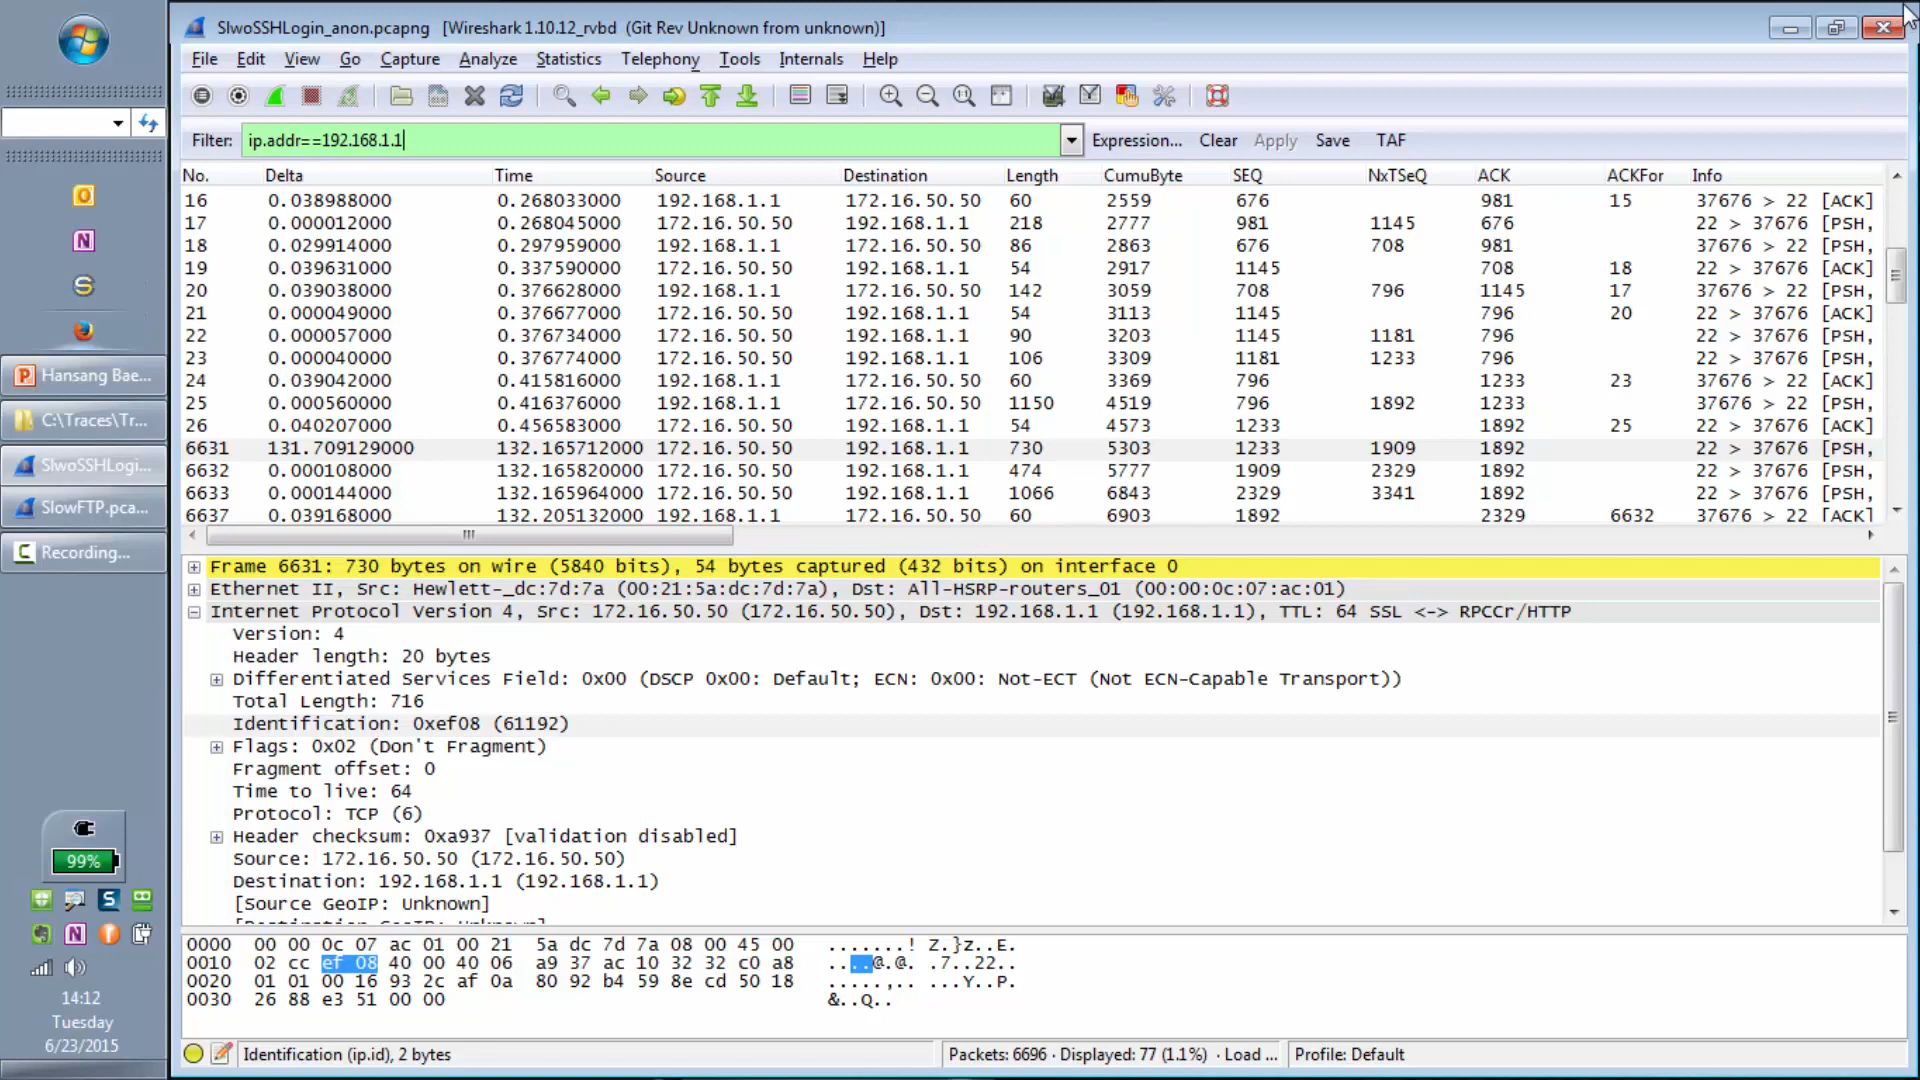 SlwoSSHLogin_anon.pcapng [Wireshark 1.10.12_rvbd (Git Rev Unknown from unknown)]
File Edit View Go Capture Analyze Statistics Telephony Tools Internals Help
Filter: ip.addr==192.168.1.1 Expression... Clear Apply Save TAF
No. Delta Time Source Destination Length CumuByte SEQ NxTSeQ ACK ACKFor Info
16 0.038988000 0.268033000 192.168.1.1 172.16.50.50 60 2559 676 981 15 37676 > 22 [ACK]
17 0.000012000 0.268045000 172.16.50.50 192.168.1.1 218 2777 981 1145 676 22 > 37676 [PSH,
18 0.029914000 0.297959000 192.168.1.1 172.16.50.50 86 2863 676 708 981 37676 > 22 [PSH,
19 0.039631000 0.337590000 172.16.50.50 192.168.1.1 54 2917 1145 708 18 22 > 37676 [ACK]
20 0.039038000 0.376628000 192.168.1.1 172.16.50.50 142 3059 708 796 1145 17 37676 > 22 [PSH,
21 0.000049000 0.376677000 172.16.50.50 192.168.1.1 54 3113 1145 796 20 22 > 37676 [ACK]
22 0.000057000 0.376734000 172.16.50.50 192.168.1.1 90 3203 1145 1181 796 22 > 37676 [PSH,
23 0.000040000 0.376774000 172.16.50.50 192.168.1.1 106 3309 1181 1233 796 22 > 37676 [PSH,
24 0.039042000 0.415816000 192.168.1.1 172.16.50.50 60 3369 796 1233 23 37676 > 22 [ACK]
25 0.000560000 0.416376000 192.168.1.1 172.16.50.50 1150 4519 796 1892 1233 37676 > 22 [PSH,
26 0.040207000 0.456583000 172.16.50.50 192.168.1.1 54 4573 1233 1892 25 22 > 37676 [ACK]
6631 131.709129000 132.165712000 172.16.50.50 192.168.1.1 730 5303 1233 1909 1892 22 > 37676 [PSH,
6632 0.000108000 132.165820000 172.16.50.50 192.168.1.1 474 5777 1909 2329 1892 22 > 37676 [PSH,
6633 0.000144000 132.165964000 172.16.50.50 192.168.1.1 1066 6843 2329 3341 1892 22 > 37676 [PSH,
6637 0.039168000 132.205132000 192.168.1.1 172.16.50.50 60 6903 1892 2329 6632 37676 > 22 [ACK]
Frame 6631: 730 bytes on wire (5840 bits), 54 bytes captured (432 bits) on interface 0
Ethernet II, Src: Hewlett-_dc:7d:7a (00:21:5a:dc:7d:7a), Dst: All-HSRP-routers_01 (00:00:0c:07:ac:01)
Internet Protocol Version 4, Src: 172.16.50.50 (172.16.50.50), Dst: 192.168.1.1 (192.168.1.1), TTL: 64 SSL <-> RPCCr/HTTP
Version: 4
Header length: 20 bytes
Differentiated Services Field: 0x00 (DSCP 0x00: Default; ECN: 0x00: Not-ECT (Not ECN-Capable Transport))
Total Length: 716
Identification: 0xef08 (61192)
Flags: 0x02 (Don't Fragment)
Fragment offset: 0
Time to live: 64
Protocol: TCP (6)
Header checksum: 0xa937 [validation disabled]
Source: 172.16.50.50 (172.16.50.50)
Destination: 192.168.1.1 (192.168.1.1)
[Source GeoIP: Unknown]
[Destination GeoIP: Unknown]
0000 00 00 0c 07 ac 01 00 21 5a dc 7d 7a 08 00 45 00 .......! Z.}z..E.
0010 02 cc ef 08 40 00 40 06 a9 37 ac 10 32 32 c0 a8 ....@.@. .7..22..
0020 01 01 00 16 93 2c af 0a 80 92 b4 59 8e cd 50 18 .....,.. ...Y..P.
0030 26 88 e3 51 00 00 &..Q..
Identification (ip.id), 2 bytes Packets: 6696 · Displayed: 77 (1.1%) · Load ... Profile: Default
Hansang Bae...
C:\Traces\Tr...
SlwoSSHLogi...
SlowFTP.pca...
Recording...
99%
14:12
Tuesday
6/23/2015